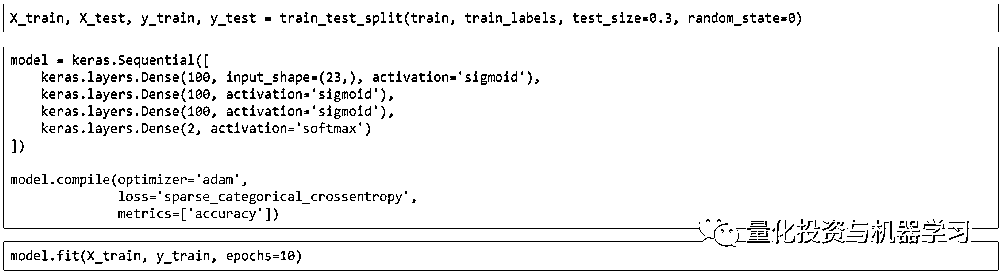 X_train, X_test, y_train, y_test = train_test_split(train, train_labels, test_size=0.3, random_state=0)
model = keras.Sequential([
    keras.layers.Dense(100, input_shape=(23,), activation='sigmoid'),
    keras.layers.Dense(100, activation='sigmoid'),
    keras.layers.Dense(100, activation='sigmoid'),
    keras.layers.Dense(2, activation='softmax')
])
model.compile(optimizer='adam',
              loss='sparse_categorical_crossentropy',
              metrics=['accuracy'])
量化投资与机器学习
model.fit(X_train, y_train, epochs=10)